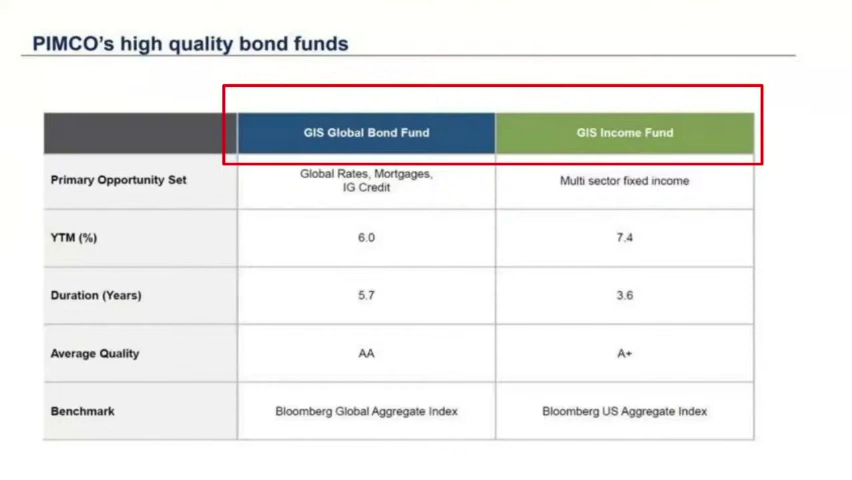 PIMCO's high quality bond funds
GIS Global Bond Fund GIS Income Fund
Primary Opportunity Set Global Rates, Mortgages, IG Credit Multi sector fixed income
YTM (%) 6.0 7.4
Duration (Years) 5.7 3.6
Average Quality AA A+
Benchmark Bloomberg Global Aggregate Index Bloomberg US Aggregate Index